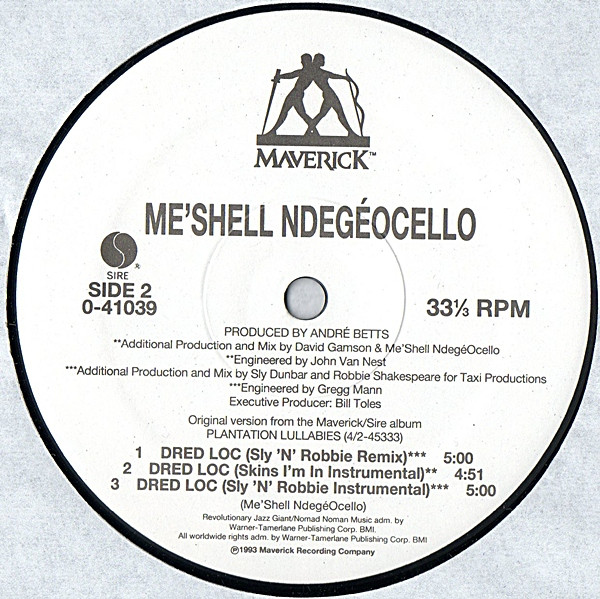 MAVERICK™
ME'SHELL NDEGÉOCELLO
SIRE ®
SIDE 2
0-41039
33⅓ RPM
PRODUCED BY ANDRÉ BETTS
**Additional Production and Mix by David Gamson & Me'Shell NdegéOcello
**Engineered by John Van Nest
***Additional Production and Mix by Sly Dunbar and Robbie Shakespeare for Taxi Productions
***Engineered by Gregg Mann
Executive Producer: Bill Toles
Original version from the Maverick/Sire album
PLANTATION LULLABIES (4/2-45333)
1 DRED LOC (Sly 'N' Robbie Remix)*** 5:00
2 DRED LOC (Skins I'm In Instrumental)** 4:51
3 DRED LOC (Sly 'N' Robbie Instrumental)*** 5:00
(Me'Shell NdegéOcello)
Revolutionary Jazz Giant/Nomad Noman Music adm. by
Warner-Tamerlane Publishing Corp. BMI.
All worldwide rights adm. by Warner-Tamerlane Publishing Corp. BMI
℗1993 Maverick Recording Company